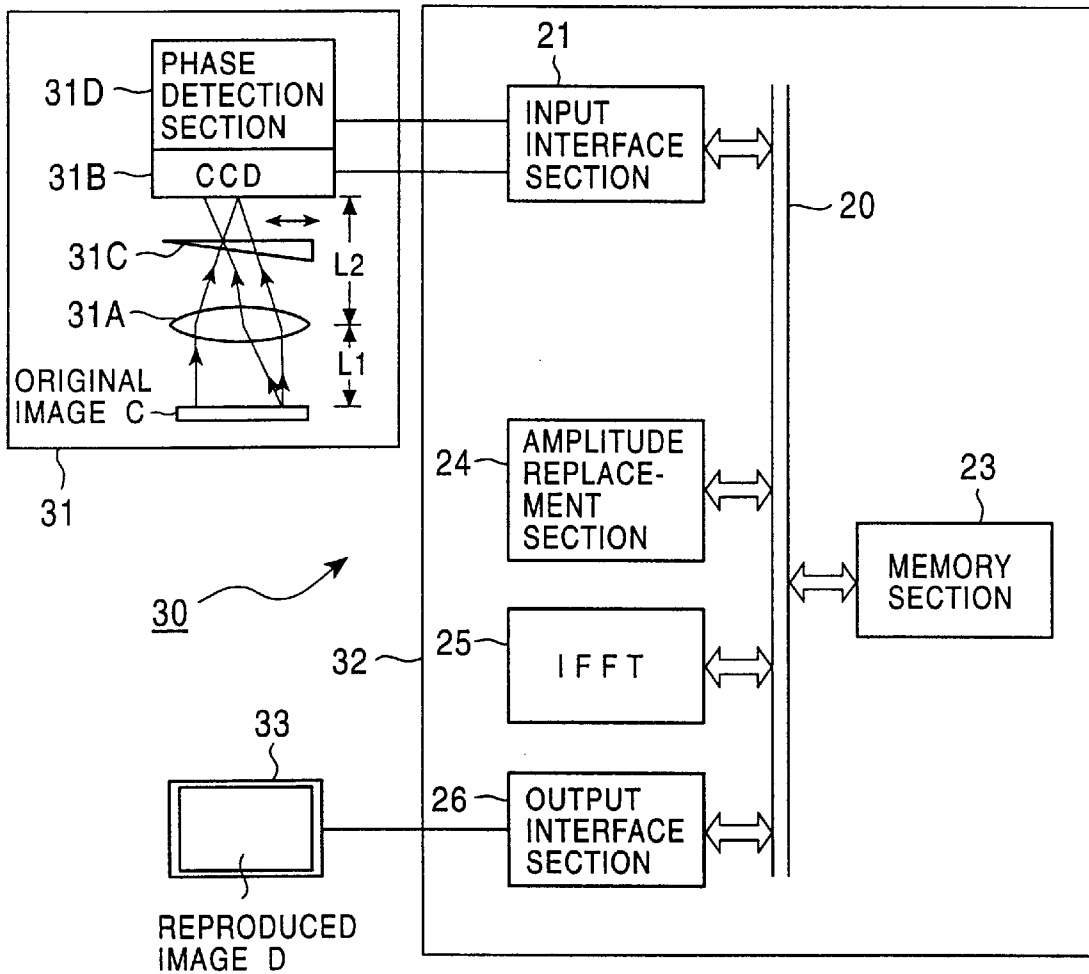 PHASE
DETECTION
SECTION
31D
CCD
31B
31C
31A
L2
L1
ORIGINAL
IMAGE C
31
21
INPUT
INTERFACE
SECTION
20
24
AMPLITUDE
REPLACE-
MENT
SECTION
23
MEMORY
SECTION
30
32
25
IFFT
33
26
OUTPUT
INTERFACE
SECTION
REPRODUCED
IMAGE D